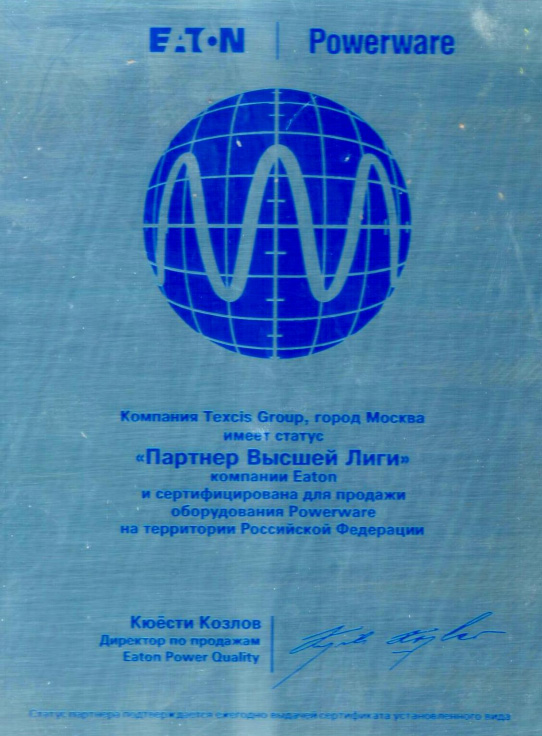 EATON | Powerware
Компания Texcis Group, город Москва
имеет статус
«Партнер Высшей Лиги»
компании Eaton
и сертифицирована для продажи
оборудования Powerware
на территории Российской Федерации
Кюёсти Козлов
Директор по продажам
Eaton Power Quality
Статус партнера подтверждается ежегодно выдачей сертификата установленного вида